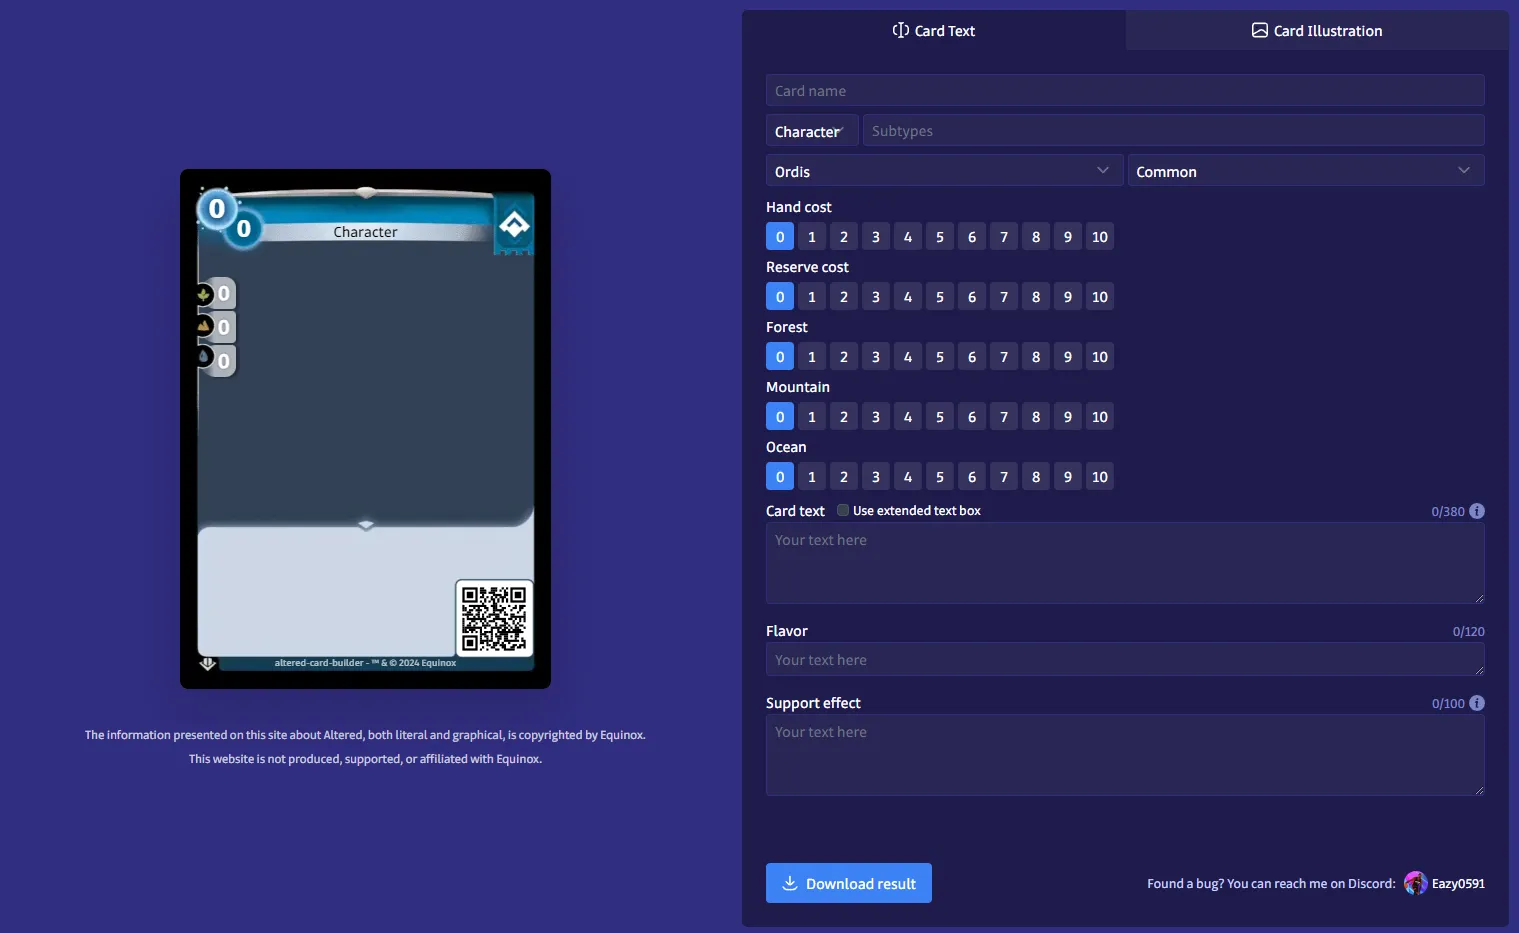 0
0
Character
0
0
0
altered-card-builder - ™ & © 2024 Equinox
The information presented on this site about Altered, both literal and graphical, is copyrighted by Equinox.
This website is not produced, supported, or affiliated with Equinox.
Card Text
Card Illustration
Card name
Character
Subtypes
Ordis
Common
Hand cost
0 1 2 3 4 5 6 7 8 9 10
Reserve cost
0 1 2 3 4 5 6 7 8 9 10
Forest
0 1 2 3 4 5 6 7 8 9 10
Mountain
0 1 2 3 4 5 6 7 8 9 10
Ocean
0 1 2 3 4 5 6 7 8 9 10
Card text Use extended text box 0/380
Your text here
Flavor 0/120
Your text here
Support effect 0/100
Your text here
Download result
Found a bug? You can reach me on Discord: Eazy0591